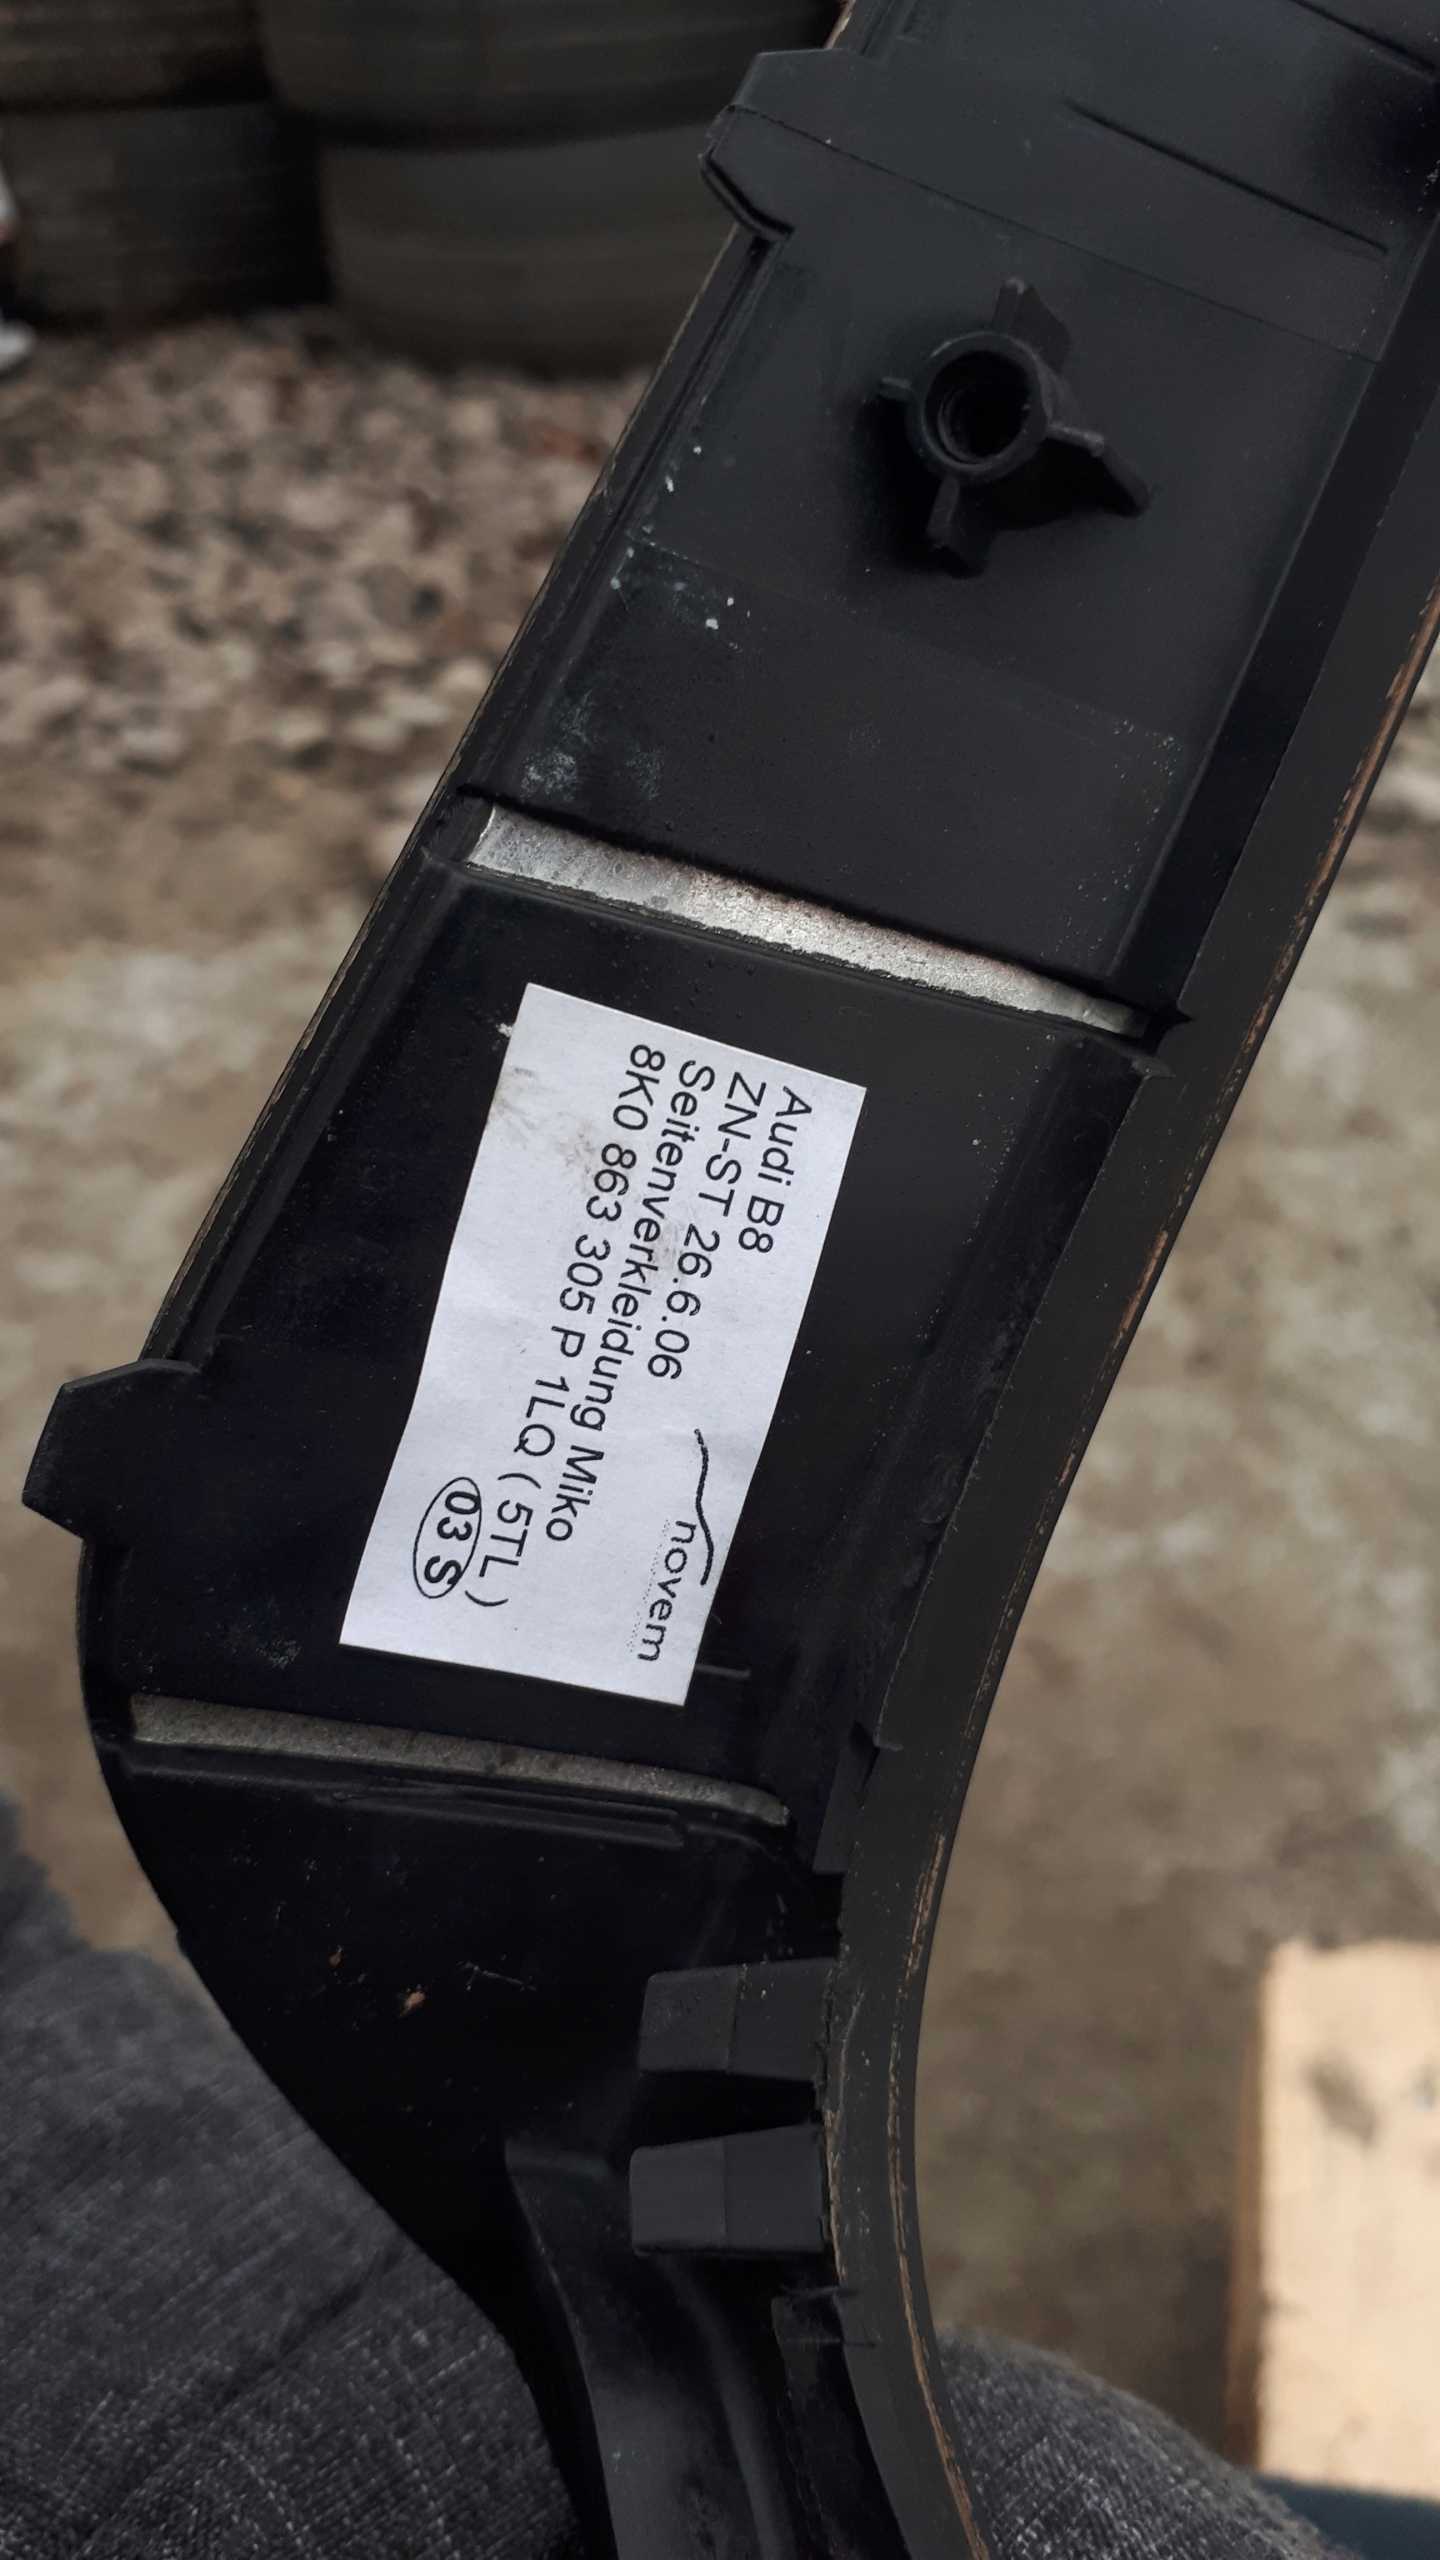 Audi B8
ZN-ST 26.6.06
novem
Seitenverkleidung Miko
8K0 863 305 P 1LQ ( 5TL )
03 S